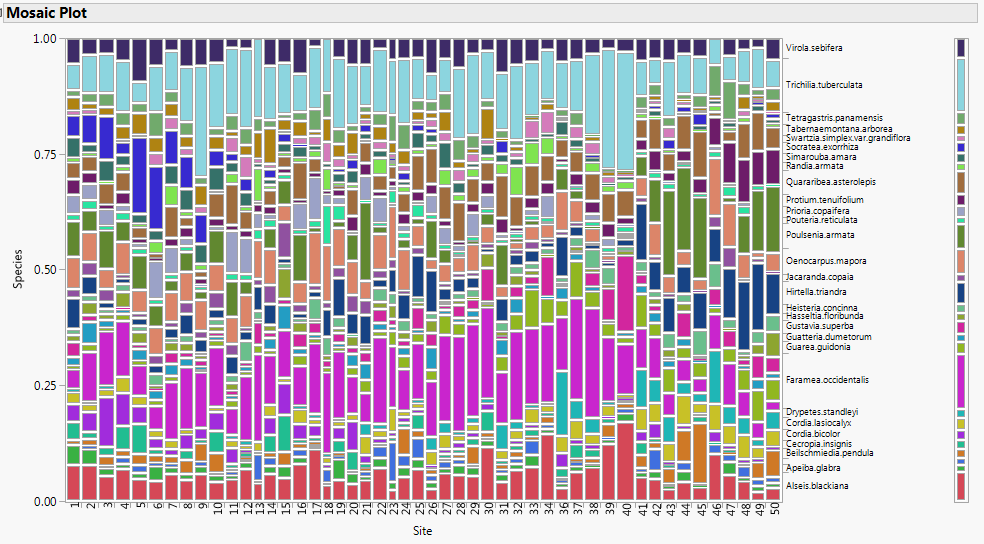 Mosaic Plot
1.00
0.75
0.50
0.25
0.00
Species
Virola.sebifera
Trichilia.tuberculata
Tetragastris.panamensis
Tabernaemontana.arborea
Swartzia.simplex.var.grandiflora
Socratea.exorrhiza
Simarouba.amara
Randia.armata
Quararibea.asterolepis
Protium.tenuifolium
Prioria.copaifera
Pouteria.reticulata
Poulsenia.armata
Oenocarpus.mapora
Jacaranda.copaia
Hirtella.triandra
Heisteria.concinna
Hasseltia.floribunda
Gustavia.superba
Guatteria.dumetorum
Guarea.guidonia
Faramea.occidentalis
Drypetes.standleyi
Cordia.lasiocalyx
Cordia.bicolor
Cecropia.insignis
Beilschmiedia.pendula
Apeiba.glabra
Alseis.blackiana
1 2 3 4 5 6 7 8 9 10 11 12 13 14 15 16 17 18 19 20 21 22 23 24 25 26 27 28 29 30 31 32 33 34 36 37 38 39 40 41 42 43 44 45 46 47 48 49 50
Site